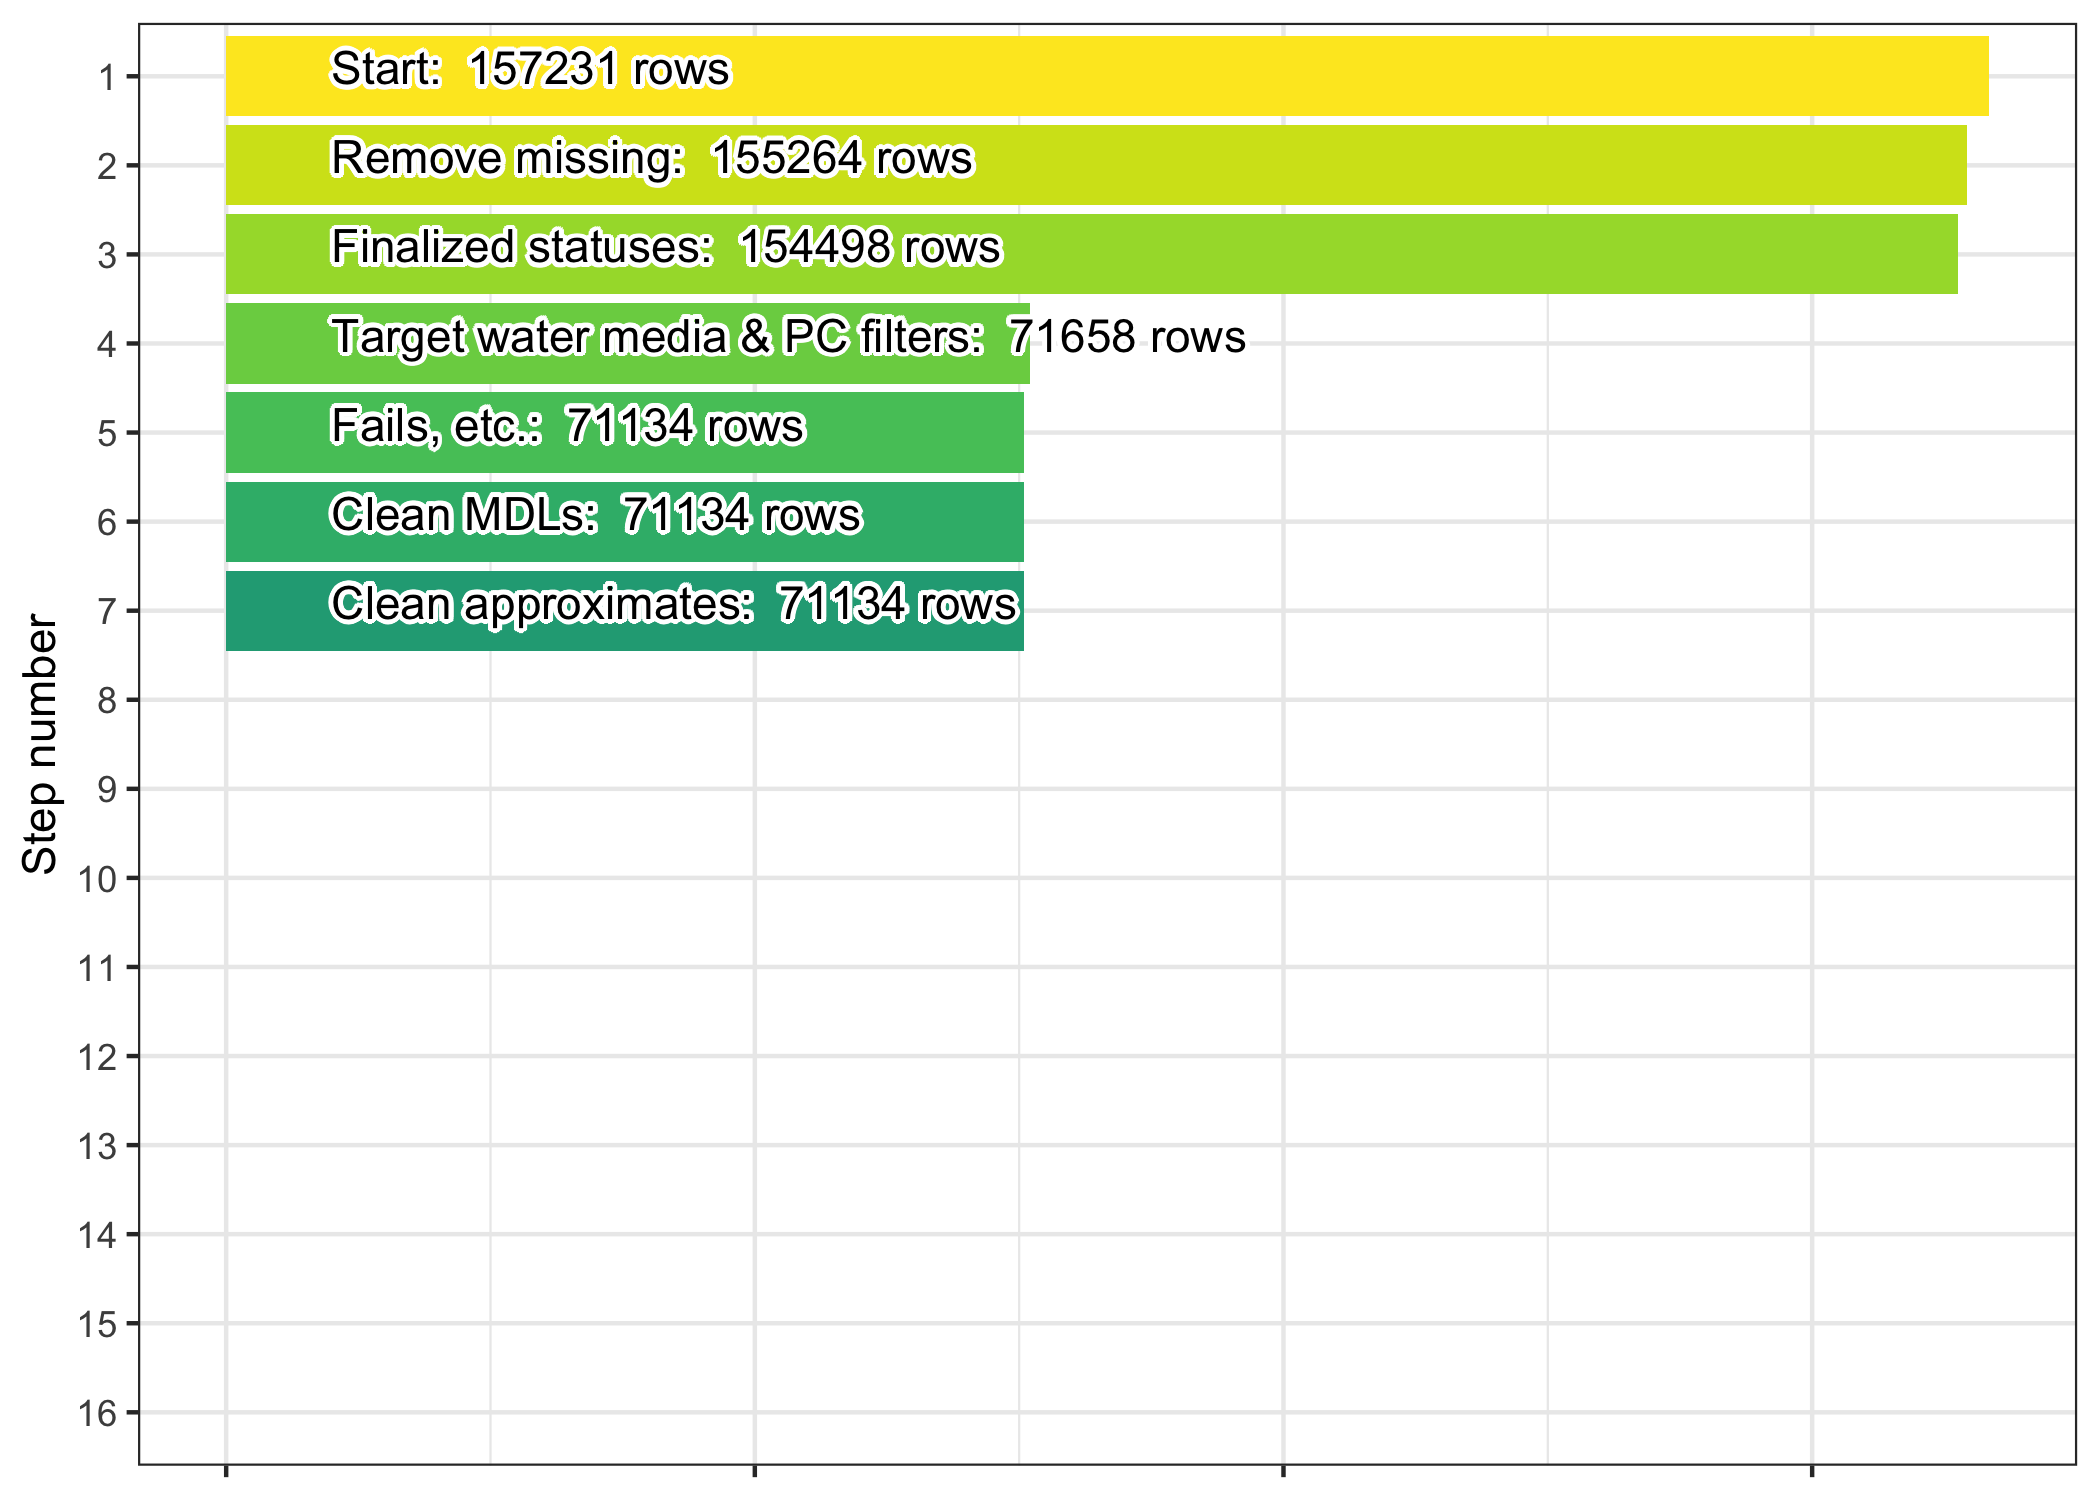 Step number
1
Start: 157231 rows
2
Remove missing: 155264 rows
3
Finalized statuses: 154498 rows
4
Target water media & PC filters: 71658 rows
5
Fails, etc.: 71134 rows
6
Clean MDLs: 71134 rows
7
Clean approximates: 71134 rows
8
9
10
11
12
13
14
15
16